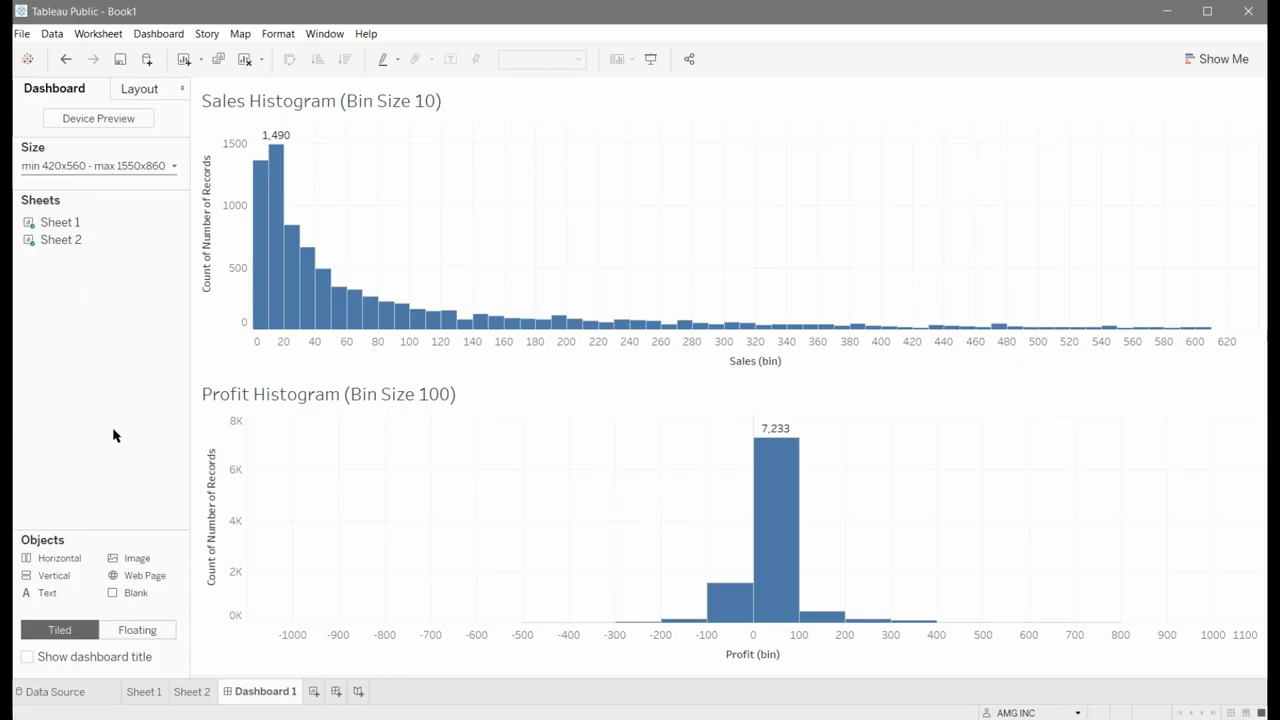 Tableau Public - Book1
File Data Worksheet Dashboard Story Map Format Window Help
Show Me
Dashboard Layout
Device Preview
Size
min 420x560 - max 1550x860
Sheets
Sheet 1
Sheet 2
Objects
Horizontal Image
Vertical Web Page
A Text Blank
Tiled Floating
Show dashboard title
Sales Histogram (Bin Size 10)
1,490
1500
1000
500
0
Count of Number of Records
0 20 40 60 80 100 120 140 160 180 200 220 240 260 280 300 320 340 360 380 400 420 440 460 480 500 520 540 560 580 600 620
Sales (bin)
Profit Histogram (Bin Size 100)
7,233
8K
6K
4K
2K
0K
Count of Number of Records
-1000 -900 -800 -700 -600 -500 -400 -300 -200 -100 0 100 200 300 400 500 600 700 800 900 1000 1100
Profit (bin)
Data Source Sheet 1 Sheet 2 Dashboard 1
AMG INC